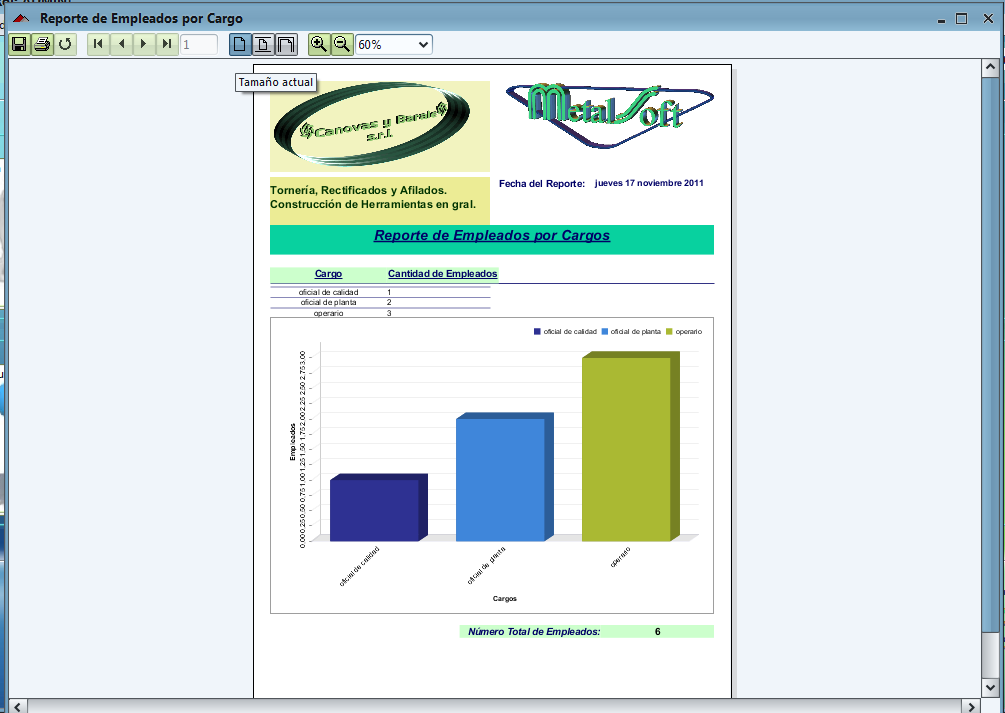 Reporte de Empleados por Cargo
1
60%
Tamaño actual
Canovas y
s.r.l.
MetalSoft
Tornería, Rectificados y Afilados.
Construcción de Herramientas en gral.
Fecha del Reporte: jueves 17 noviembre 2011
Reporte de Empleados por Cargos
Cargo Cantidad de Empleados
oficial de calidad 1
oficial de planta 2
operario 3
oficial de calidad oficial de planta operario
Empleados
3.00
2.75
2.50
2.25
2.00
1.75
1.50
1.25
1.00
0.75
0.50
0.25
0.00
oficial de calidad
oficial de planta
operario
Cargos
Número Total de Empleados: 6